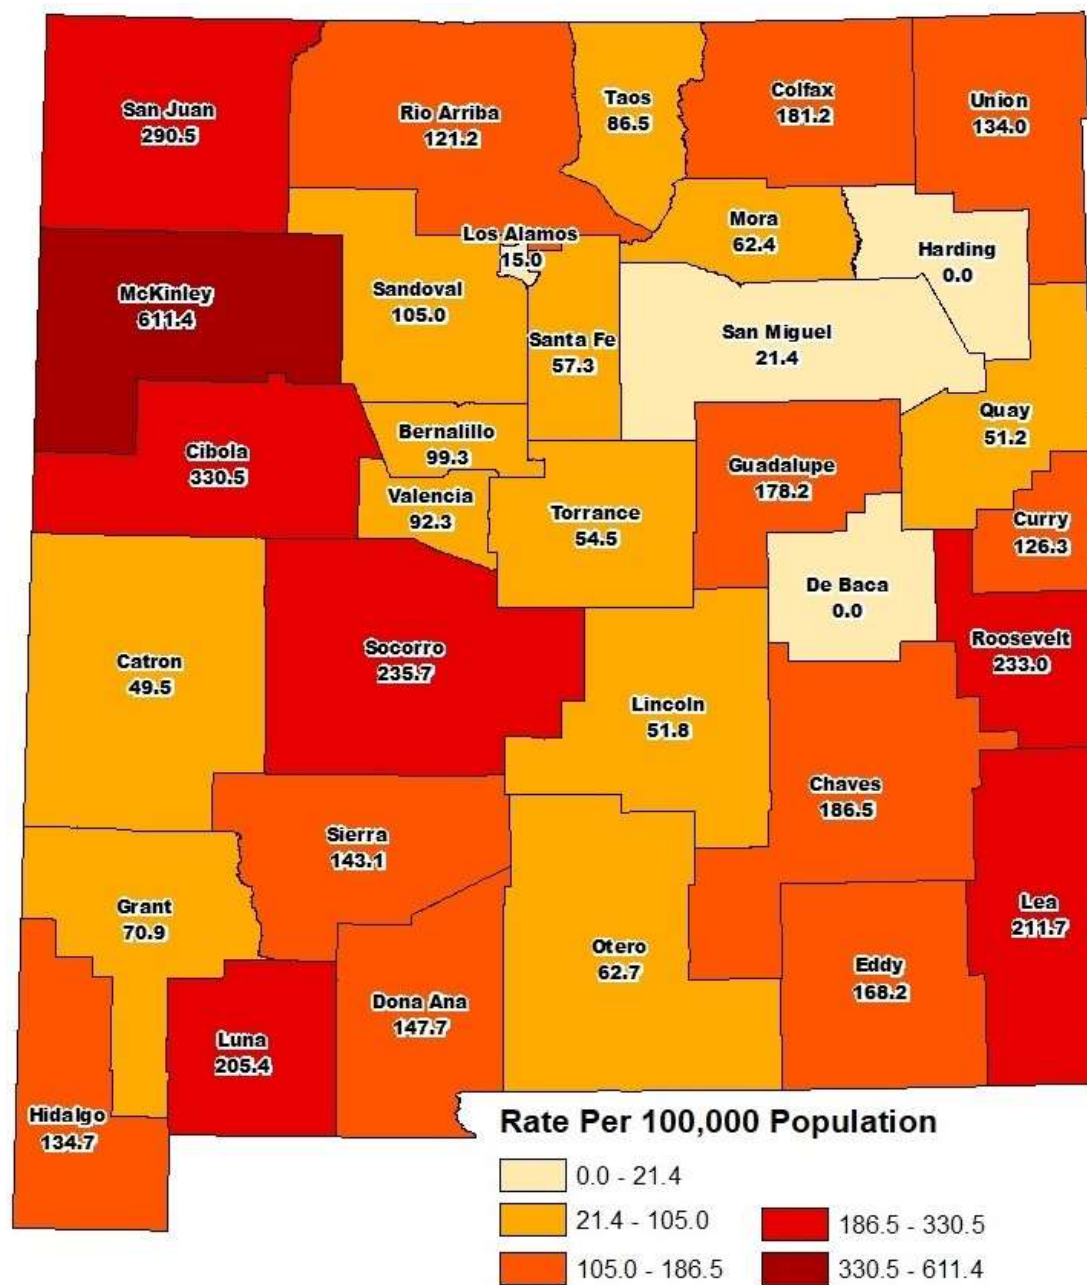 San Juan
290.5
Rio Arriba
121.2
Taos
86.5
Colfax
181.2
Union
134.0
Los Alamos
15.0
Mora
62.4
Harding
0.0
McKinley
611.4
Sandoval
105.0
Santa Fe
57.3
San Miguel
21.4
Quay
51.2
Cibola
330.5
Bernalillo
99.3
Valencia
92.3
Torrance
54.5
Guadalupe
178.2
Curry
126.3
De Baca
0.0
Roosevelt
233.0
Catron
49.5
Socorro
235.7
Lincoln
51.8
Chaves
186.5
Sierra
143.1
Grant
70.9
Otero
62.7
Lea
211.7
Eddy
168.2
Dona Ana
147.7
Luna
205.4
Hidalgo
134.7
Rate Per 100,000 Population
0.0 - 21.4
21.4 - 105.0
105.0 - 186.5
186.5 - 330.5
330.5 - 611.4